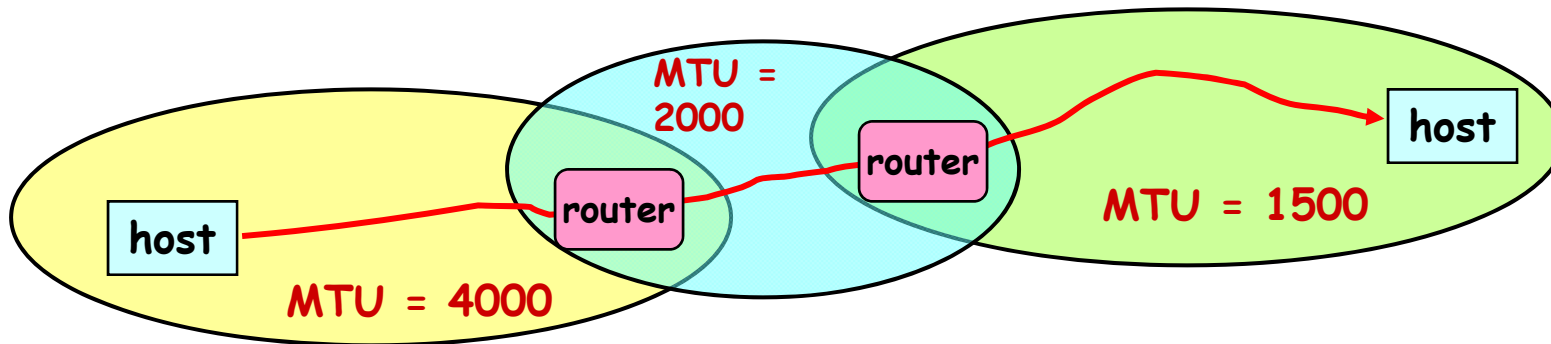 MTU =
2000
host
router
router
host
MTU = 1500
MTU = 4000